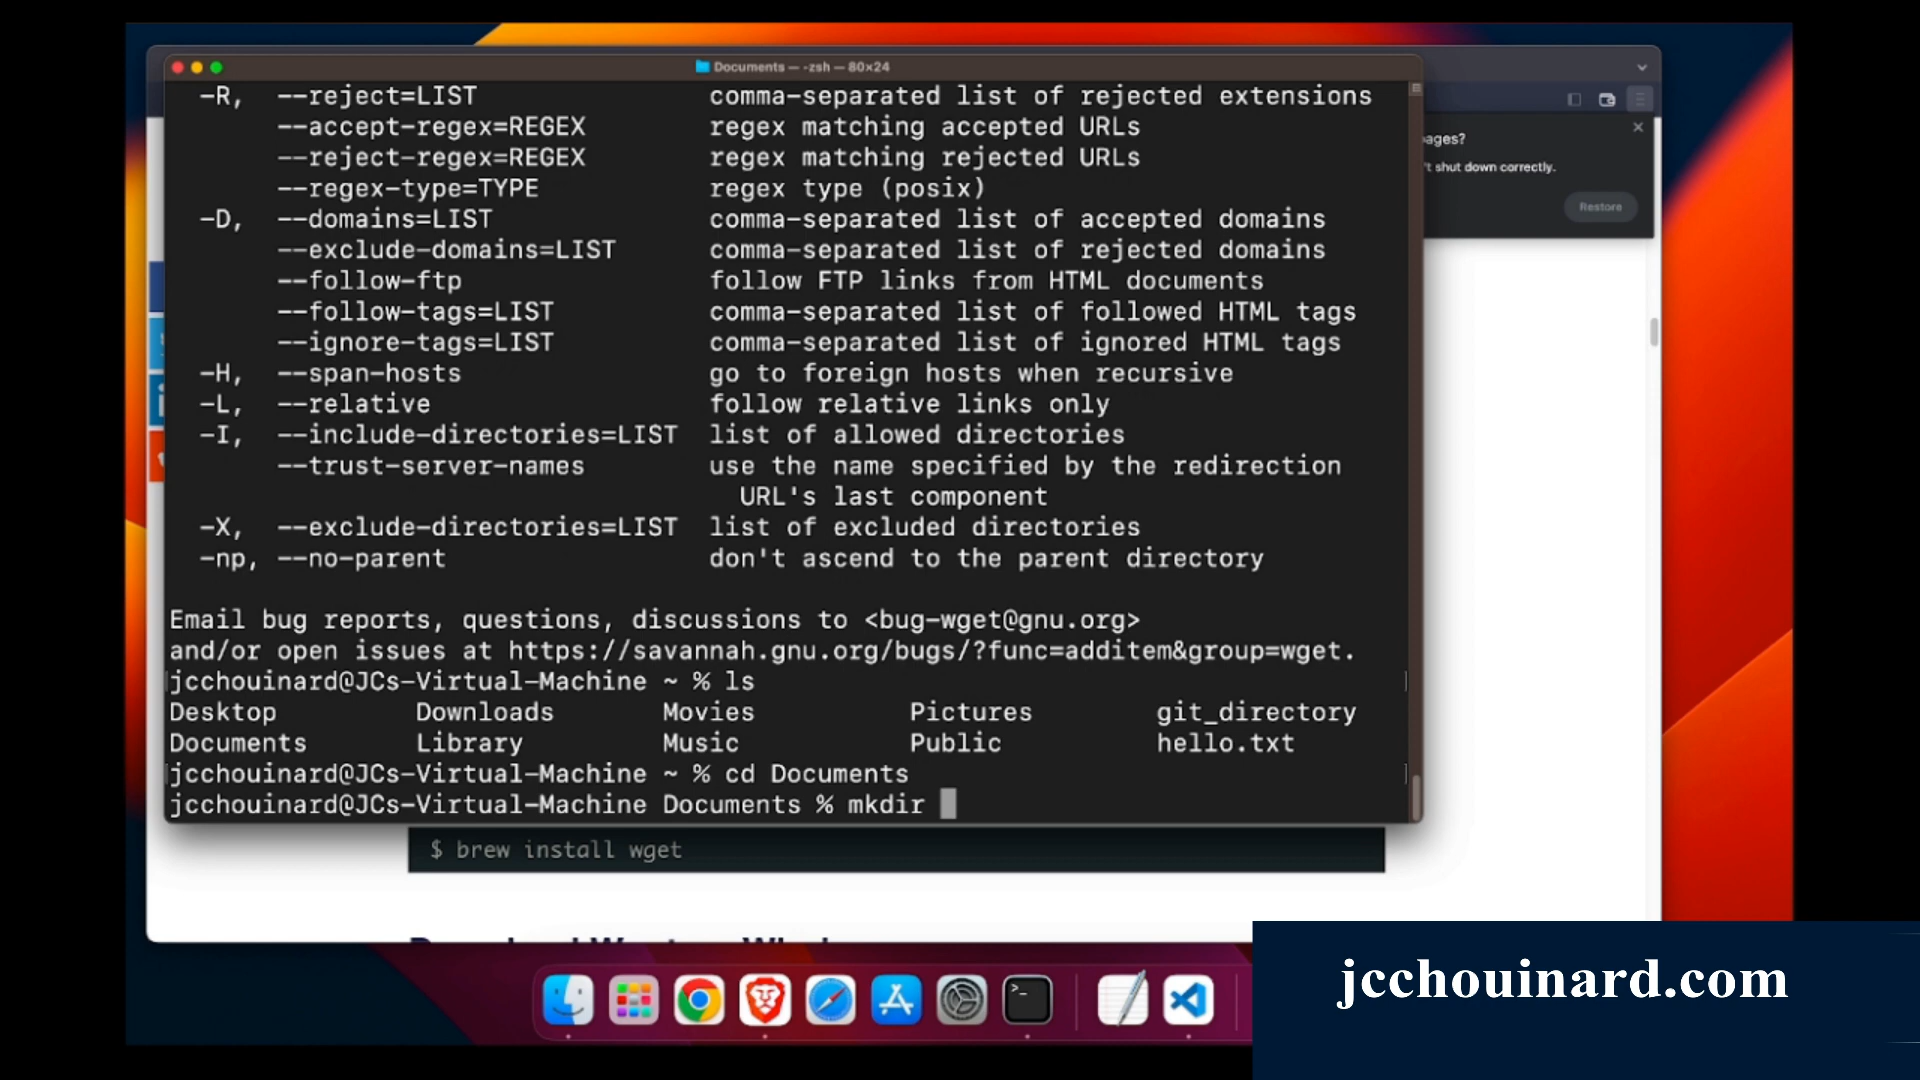 Documents — -zsh — 80×24
-R, --reject=LIST comma-separated list of rejected extensions
--accept-regex=REGEX regex matching accepted URLs
--reject-regex=REGEX regex matching rejected URLs
--regex-type=TYPE regex type (posix)
-D, --domains=LIST comma-separated list of accepted domains
--exclude-domains=LIST comma-separated list of rejected domains
--follow-ftp follow FTP links from HTML documents
--follow-tags=LIST comma-separated list of followed HTML tags
--ignore-tags=LIST comma-separated list of ignored HTML tags
-H, --span-hosts go to foreign hosts when recursive
-L, --relative follow relative links only
-I, --include-directories=LIST list of allowed directories
--trust-server-names use the name specified by the redirection
URL's last component
-X, --exclude-directories=LIST list of excluded directories
-np, --no-parent don't ascend to the parent directory
Email bug reports, questions, discussions to <bug-wget@gnu.org>
and/or open issues at https://savannah.gnu.org/bugs/?func=additem&group=wget.
jcchouinard@JCs-Virtual-Machine ~ % ls
Desktop Downloads Movies Pictures git_directory
Documents Library Music Public hello.txt
jcchouinard@JCs-Virtual-Machine ~ % cd Documents
jcchouinard@JCs-Virtual-Machine Documents % mkdir
ages?
't shut down correctly.
Restore
$ brew install wget
jcchouinard.com